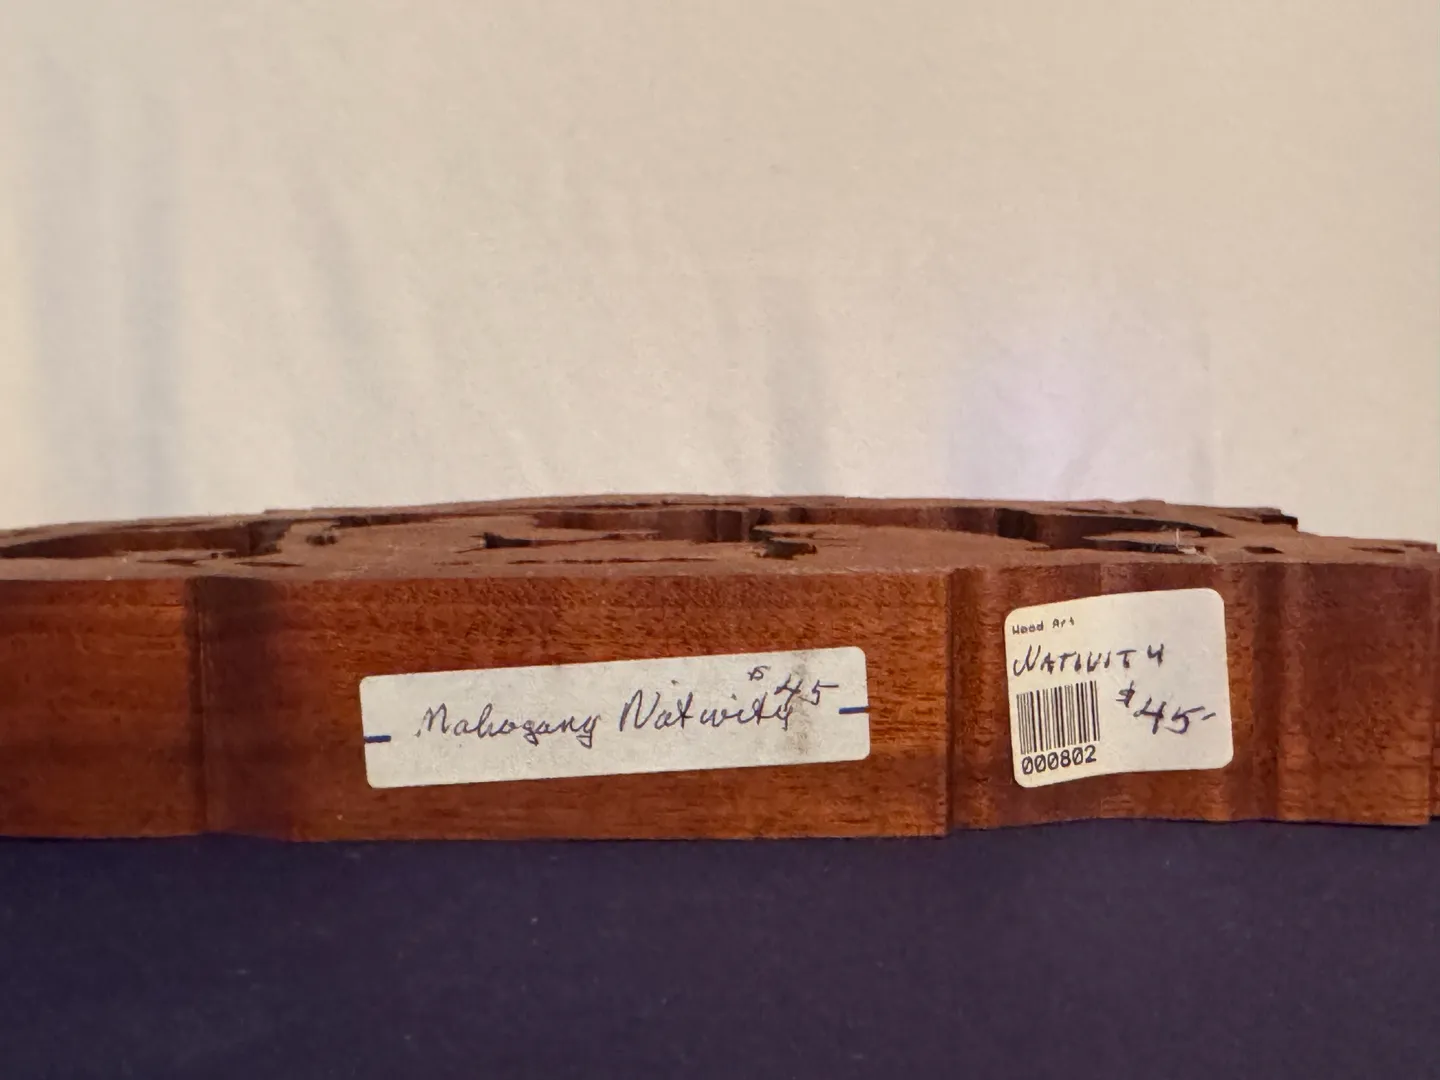 Mahogany Nativity $45
Wood Art
NATIVITY
$45-
000802